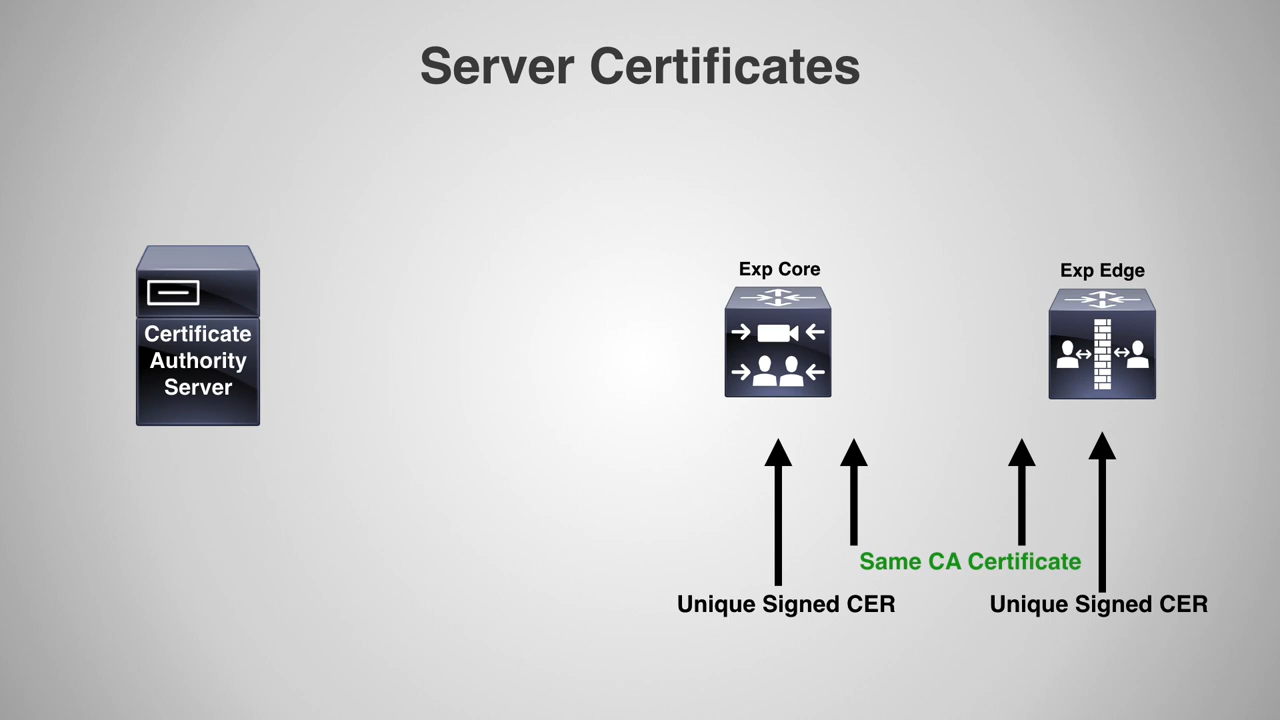 Server Certificates
Exp Core
Exp Edge
Certificate
Authority
Server
Same CA Certificate
Unique Signed CER
Unique Signed CER